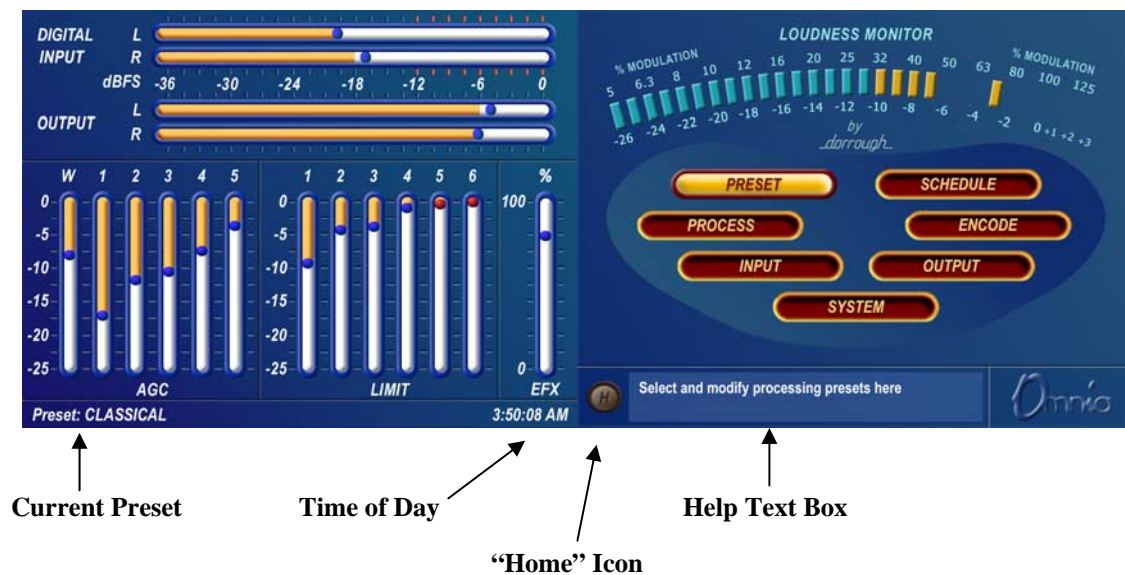 DIGITAL L
INPUT R
dBFS -36 -30 -24 -18 -12 -6 0
OUTPUT L
R
W 1 2 3 4 5
0
-5
-10
-15
-20
-25
AGC
1 2 3 4 5 6
0
-5
-10
-15
-20
-25
LIMIT
%
100
0
EFX
Preset: CLASSICAL 3:50:08 AM
LOUDNESS MONITOR
% MODULATION % MODULATION
5 6.3 8 10 12 16 20 25 32 40 50 63 80 100 125
-26 -24 -22 -20 -18 -16 -14 -12 -10 -8 -6 -4 -2 0 +1 +2 +3
by
dorrough
PRESET SCHEDULE
PROCESS ENCODE
INPUT OUTPUT
SYSTEM
H Select and modify processing presets here Omnia
Current Preset Time of Day Help Text Box
“Home” Icon